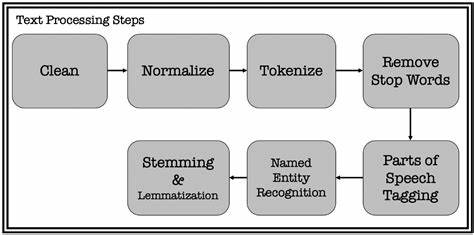 Text Processing Steps
Clean
Normalize
Tokenize
Remove
Stop Words
Parts of
Speech
Tagging
Named
Entity
Recognition
Stemming
&
Lemmatization